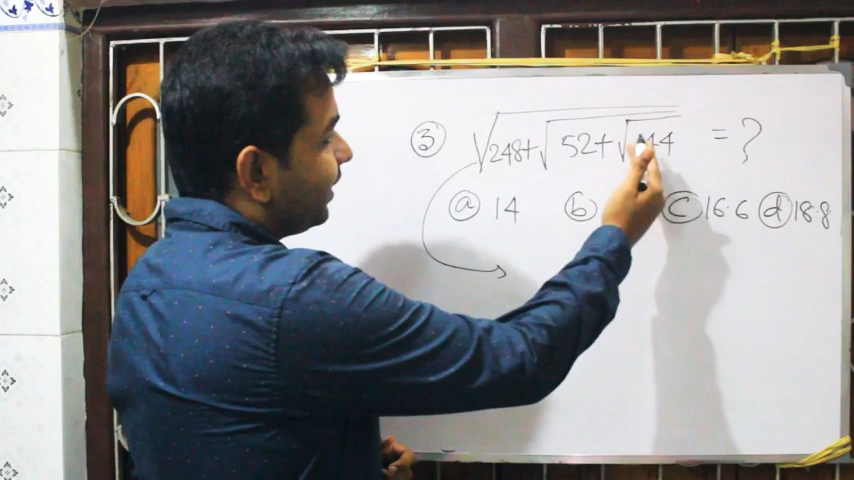 ③ √248+√52+√144 = ?
ⓐ 14 ⓑ ⓒ 16.6 ⓓ 18.8